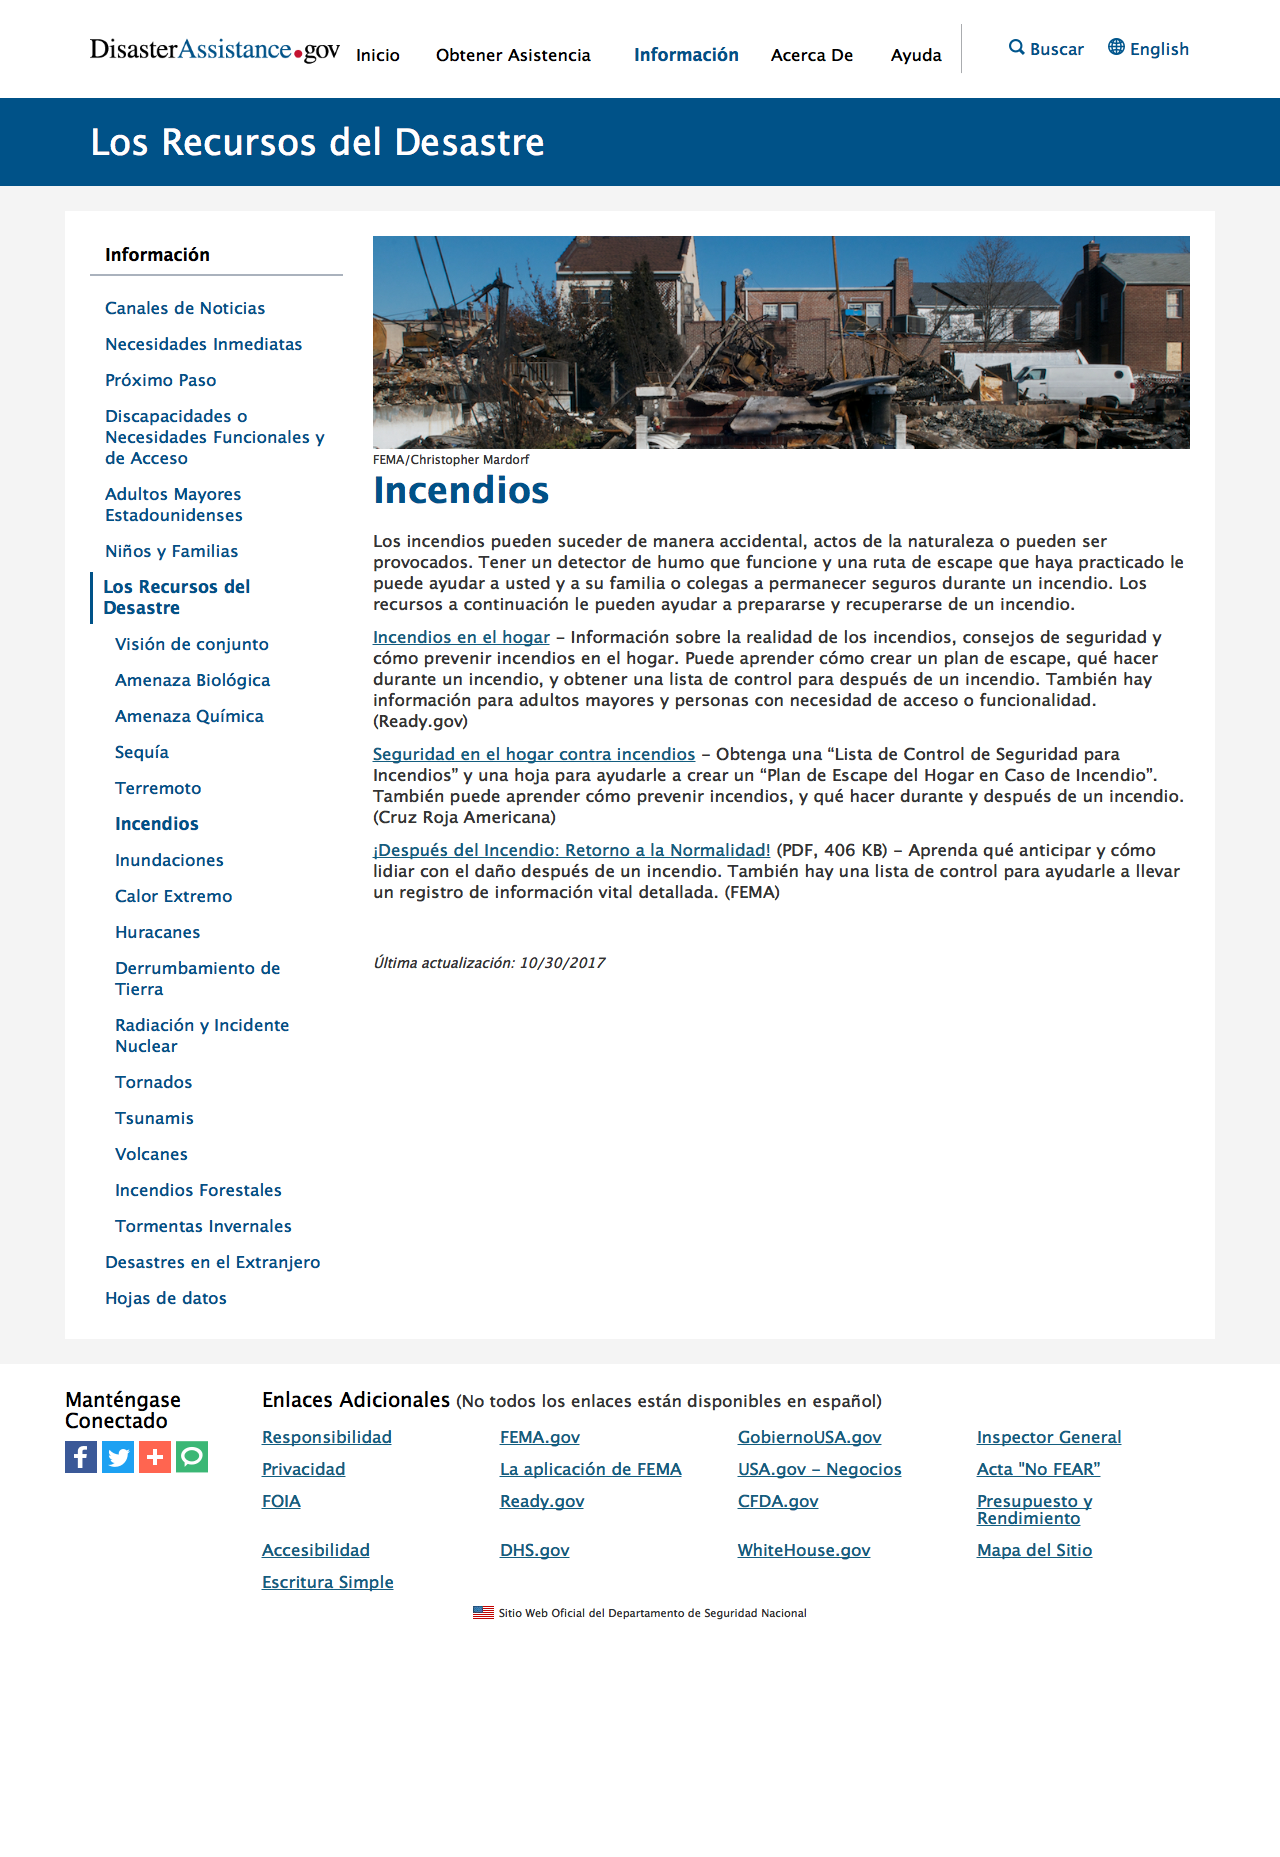 DisasterAssistance.gov
Inicio
Obtener Asistencia
Información
Acerca De
Ayuda
Buscar
English
Los Recursos del Desastre
Información
Canales de Noticias
Necesidades Inmediatas
Próximo Paso
Discapacidades o
Necesidades Funcionales y
de Acceso
Adultos Mayores
Estadounidenses
Niños y Familias
Los Recursos del
Desastre
Visión de conjunto
Amenaza Biológica
Amenaza Química
Sequía
Terremoto
Incendios
Inundaciones
Calor Extremo
Huracanes
Derrumbamiento de
Tierra
Radiación y Incidente
Nuclear
Tornados
Tsunamis
Volcanes
Incendios Forestales
Tormentas Invernales
Desastres en el Extranjero
Hojas de datos
FEMA/Christopher Mardorf
Incendios
Los incendios pueden suceder de manera accidental, actos de la naturaleza o pueden ser
provocados. Tener un detector de humo que funcione y una ruta de escape que haya practicado le
puede ayudar a usted y a su familia o colegas a permanecer seguros durante un incendio. Los
recursos a continuación le pueden ayudar a prepararse y recuperarse de un incendio.
Incendios en el hogar – Información sobre la realidad de los incendios, consejos de seguridad y
cómo prevenir incendios en el hogar. Puede aprender cómo crear un plan de escape, qué hacer
durante un incendio, y obtener una lista de control para después de un incendio. También hay
información para adultos mayores y personas con necesidad de acceso o funcionalidad.
(Ready.gov)
Seguridad en el hogar contra incendios – Obtenga una “Lista de Control de Seguridad para
Incendios” y una hoja para ayudarle a crear un “Plan de Escape del Hogar en Caso de Incendio”.
También puede aprender cómo prevenir incendios, y qué hacer durante y después de un incendio.
(Cruz Roja Americana)
¡Después del Incendio: Retorno a la Normalidad! (PDF, 406 KB) – Aprenda qué anticipar y cómo
lidiar con el daño después de un incendio. También hay una lista de control para ayudarle a llevar
un registro de información vital detallada. (FEMA)
Última actualización: 10/30/2017
Manténgase
Conectado
Enlaces Adicionales (No todos los enlaces están disponibles en español)
Responsibilidad
FEMA.gov
GobiernoUSA.gov
Inspector General
Privacidad
La aplicación de FEMA
USA.gov – Negocios
Acta "No FEAR”
FOIA
Ready.gov
CFDA.gov
Presupuesto y
Rendimiento
Accesibilidad
DHS.gov
WhiteHouse.gov
Mapa del Sitio
Escritura Simple
Sitio Web Oficial del Departamento de Seguridad Nacional